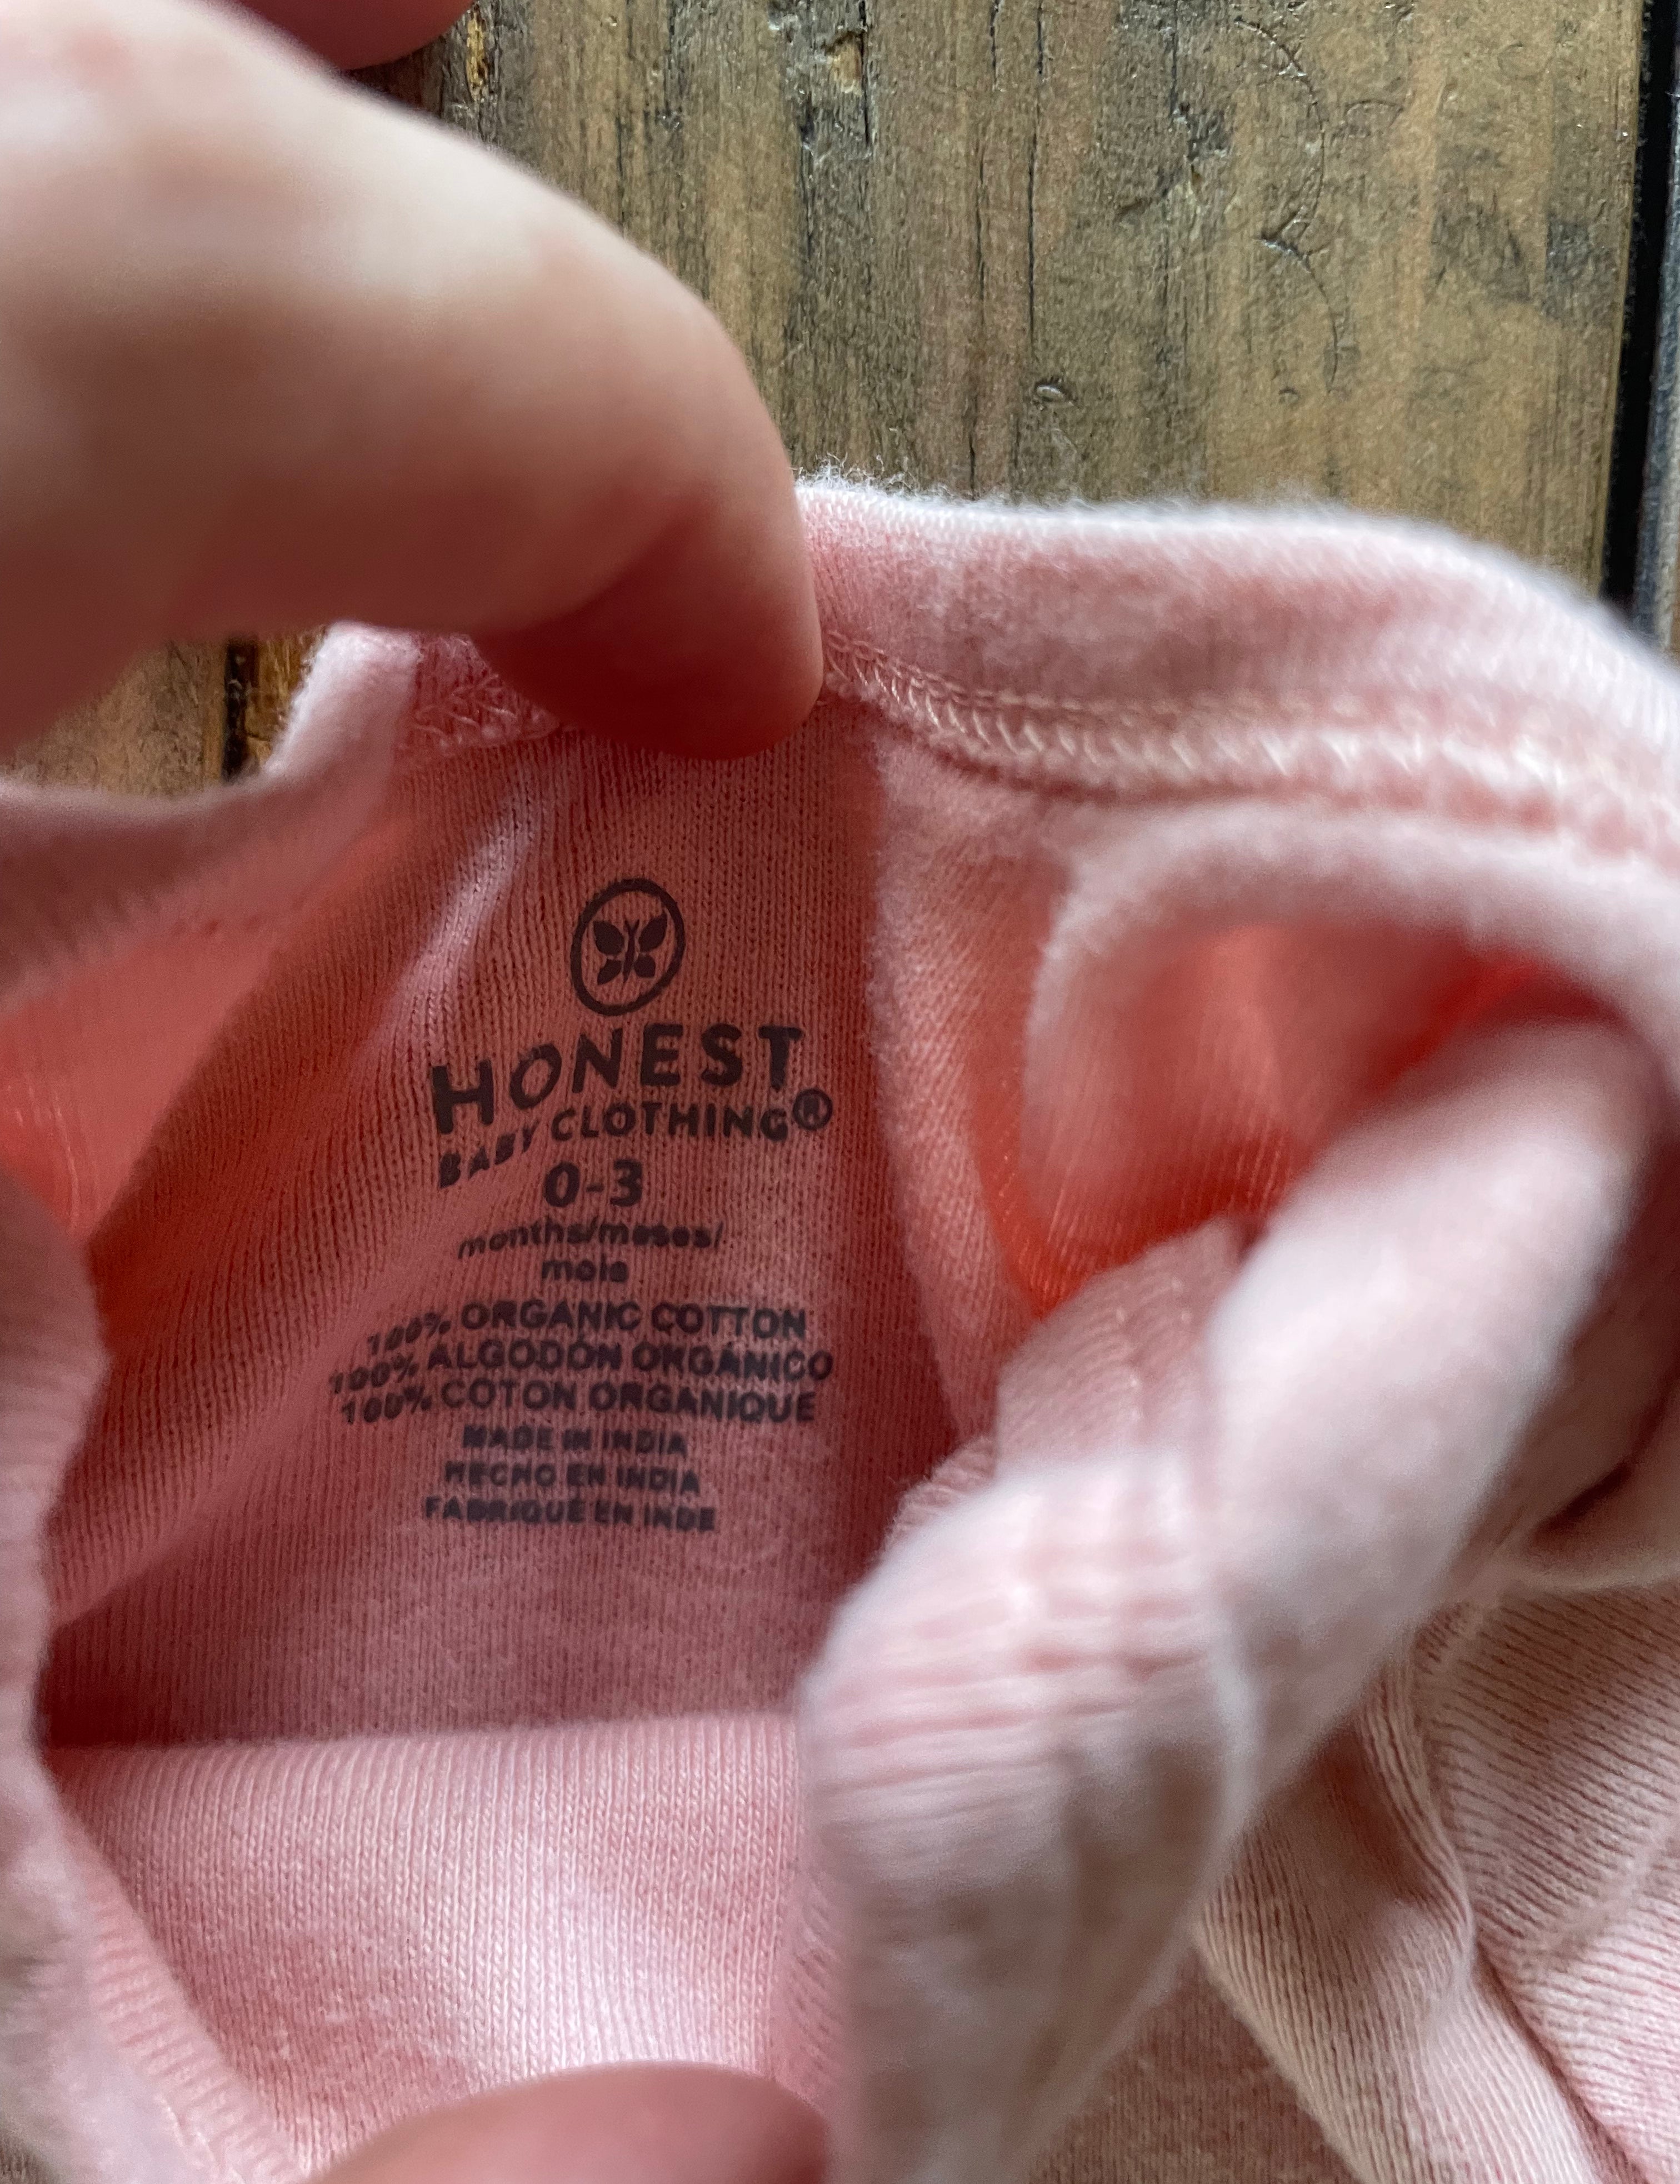 HONEST
BABY CLOTHING®
0-3
months/meses/
mois
100% ORGANIC COTTON
100% ALGODÓN ORGÁNICO
100% COTON ORGANIQUE
MADE IN INDIA
HECHO EN INDIA
FABRIQUÉ EN INDE